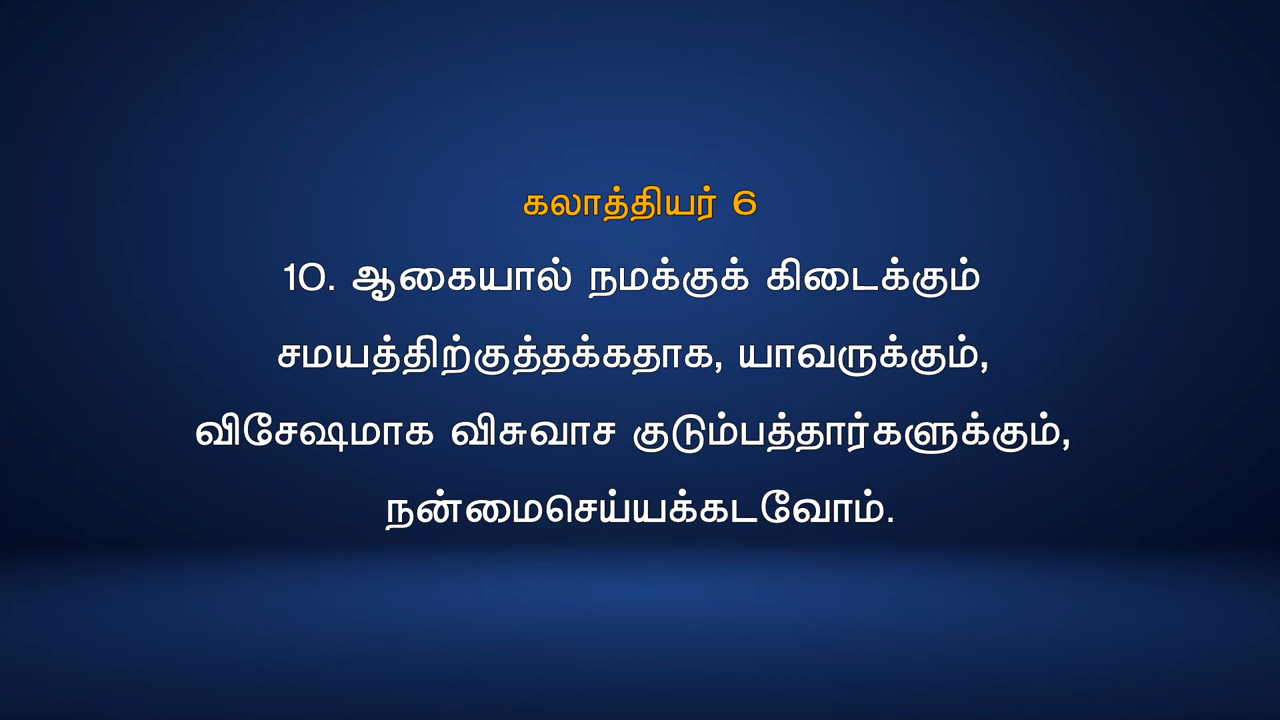 கலாத்தியர் 6
10. ஆகையால் நமக்குக் கிடைக்கும்
சமயத்திற்குத்தக்கதாக, யாவருக்கும்,
விசேஷமாக விசுவாச குடும்பத்தார்களுக்கும்,
நன்மைசெய்யக்கடவோம்.